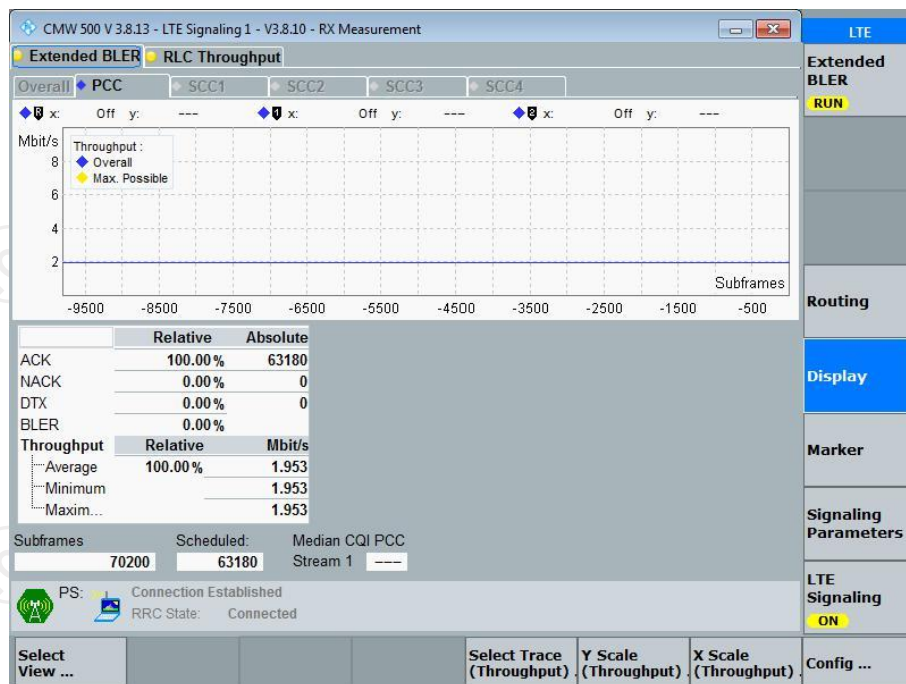 CMW 500 V 3.8.13 - LTE Signaling 1 - V3.8.10 - RX Measurement
LTE
Extended BLER RLC Throughput
Extended
BLER
RUN
Overall PCC SCC1 SCC2 SCC3 SCC4
R x: Off y: --- 1 x: Off y: --- 2 x: Off y: ---
Mbit/s
Throughput :
Overall
Max. Possible
8
6
4
2
Subframes
-9500 -8500 -7500 -6500 -5500 -4500 -3500 -2500 -1500 -500
Routing
Relative Absolute
ACK 100.00 % 63180
NACK 0.00 % 0
DTX 0.00 % 0
BLER 0.00 %
Throughput Relative Mbit/s
Average 100.00 % 1.953
Minimum 1.953
Maxim... 1.953
Display
Marker
Signaling
Parameters
Subframes Scheduled: Median CQI PCC
70200 63180 Stream 1 ---
PS: Connection Established
RRC State: Connected
LTE
Signaling
ON
Select
View ...
Select Trace
(Throughput) .
Y Scale
(Throughput) .
X Scale
(Throughput) .
Config ...